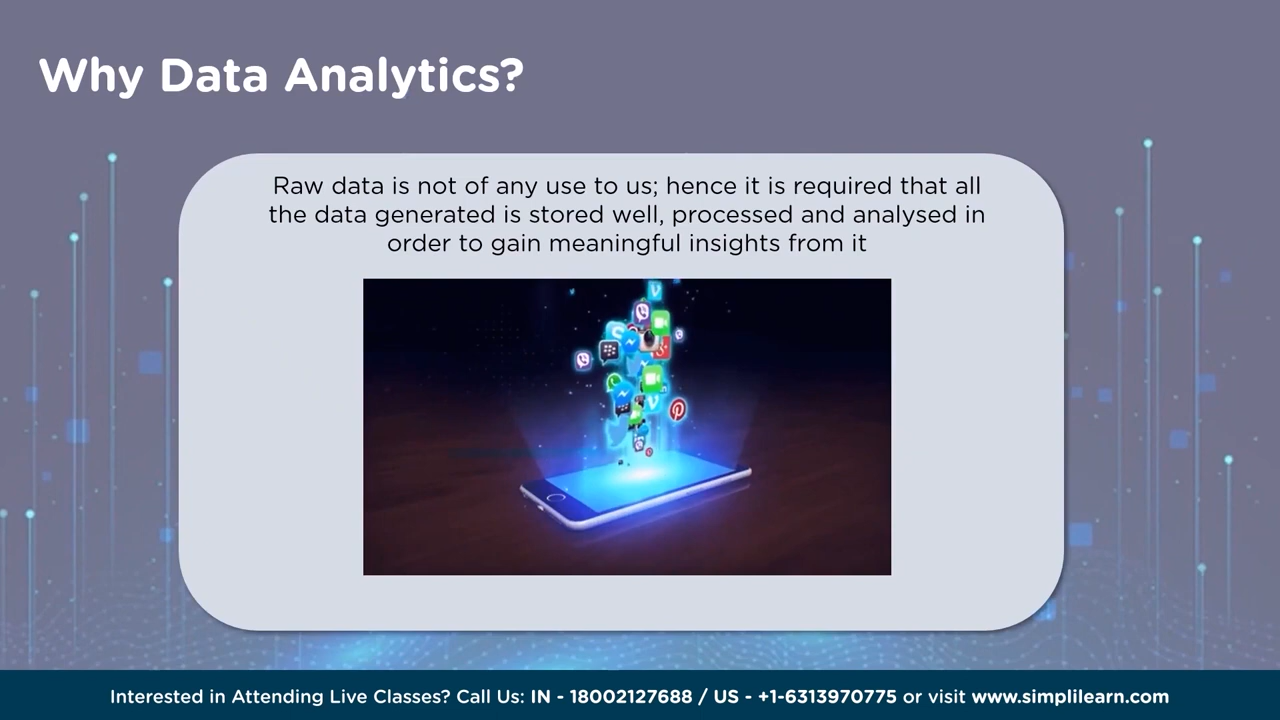 Why Data Analytics?
Raw data is not of any use to us; hence it is required that all
the data generated is stored well, processed and analysed in
order to gain meaningful insights from it
Interested in Attending Live Classes? Call Us: IN - 18002127688 / US - +1-6313970775 or visit www.simplilearn.com